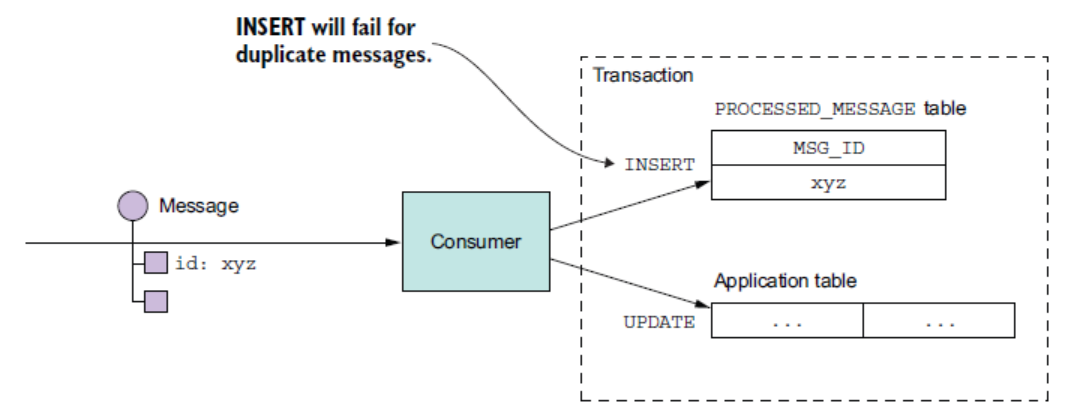 INSERT will fail for
duplicate messages.
Transaction
PROCESSED_MESSAGE table
MSG_ID
INSERT
xyz
Message
Consumer
id: xyz
Application table
UPDATE
... ...